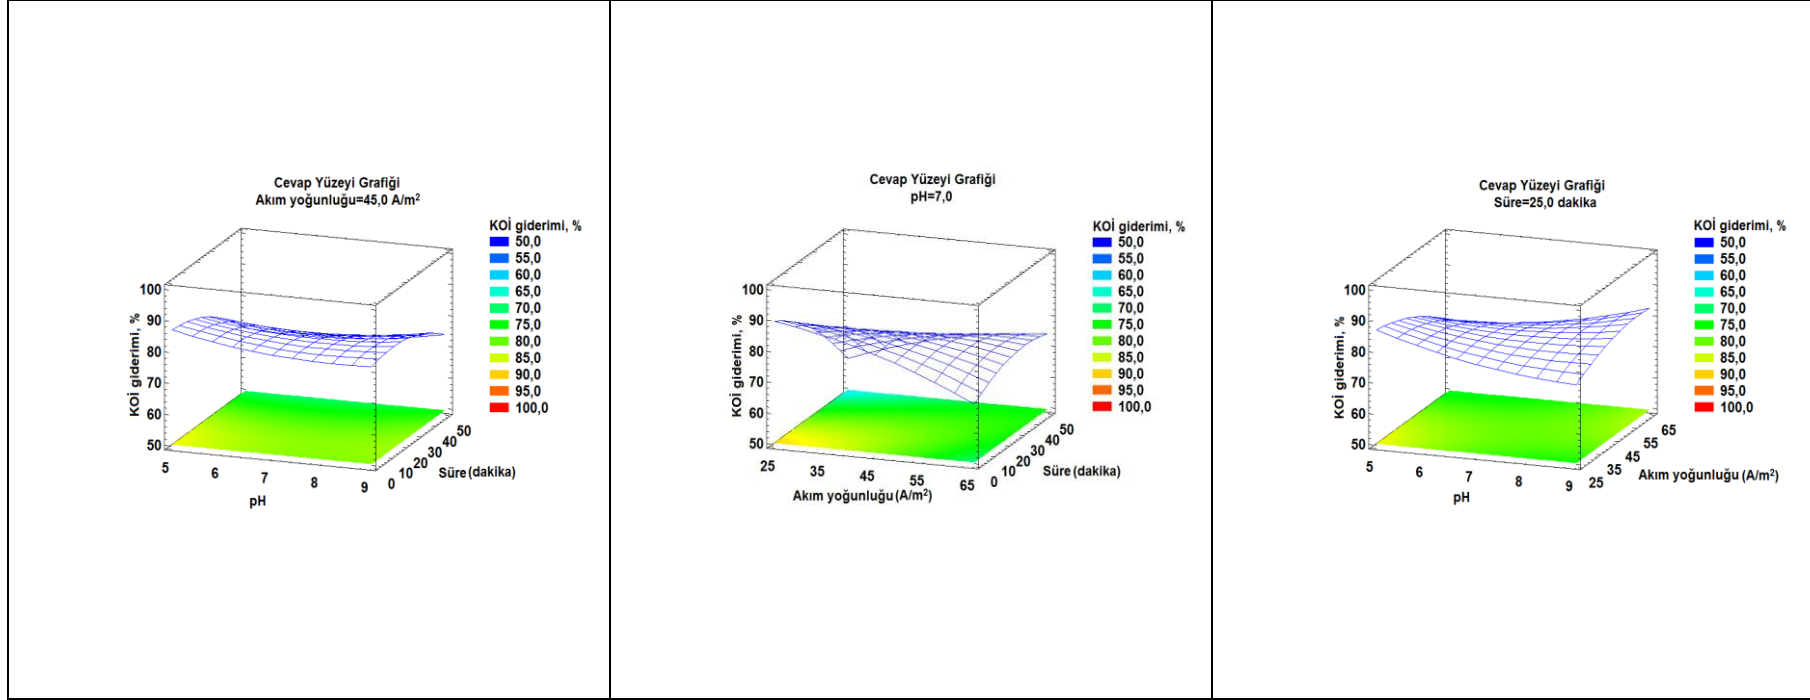 Cevap Yüzeyi Grafiği
Akım yoğunluğu=45,0 A/m²
KOİ giderimi, %
50,0
55,0
60,0
65,0
70,0
75,0
80,0
85,0
90,0
95,0
100,0
KOİ giderimi, %
100
90
80
70
60
50
5 6 7 8 9
pH
0 10 20 30 40 50
Süre (dakika)
Cevap Yüzeyi Grafiği
pH=7,0
KOİ giderimi, %
50,0
55,0
60,0
65,0
70,0
75,0
80,0
85,0
90,0
95,0
100,0
KOİ giderimi, %
100
90
80
70
60
50
25 35 45 55 65
Akım yoğunluğu (A/m²)
0 10 20 30 40 50
Süre (dakika)
Cevap Yüzeyi Grafiği
Süre=25,0 dakika
KOİ giderimi, %
50,0
55,0
60,0
65,0
70,0
75,0
80,0
85,0
90,0
95,0
100,0
KOİ giderimi, %
100
90
80
70
60
50
5 6 7 8 9
pH
25 35 45 55 65
Akım yoğunluğu (A/m²)